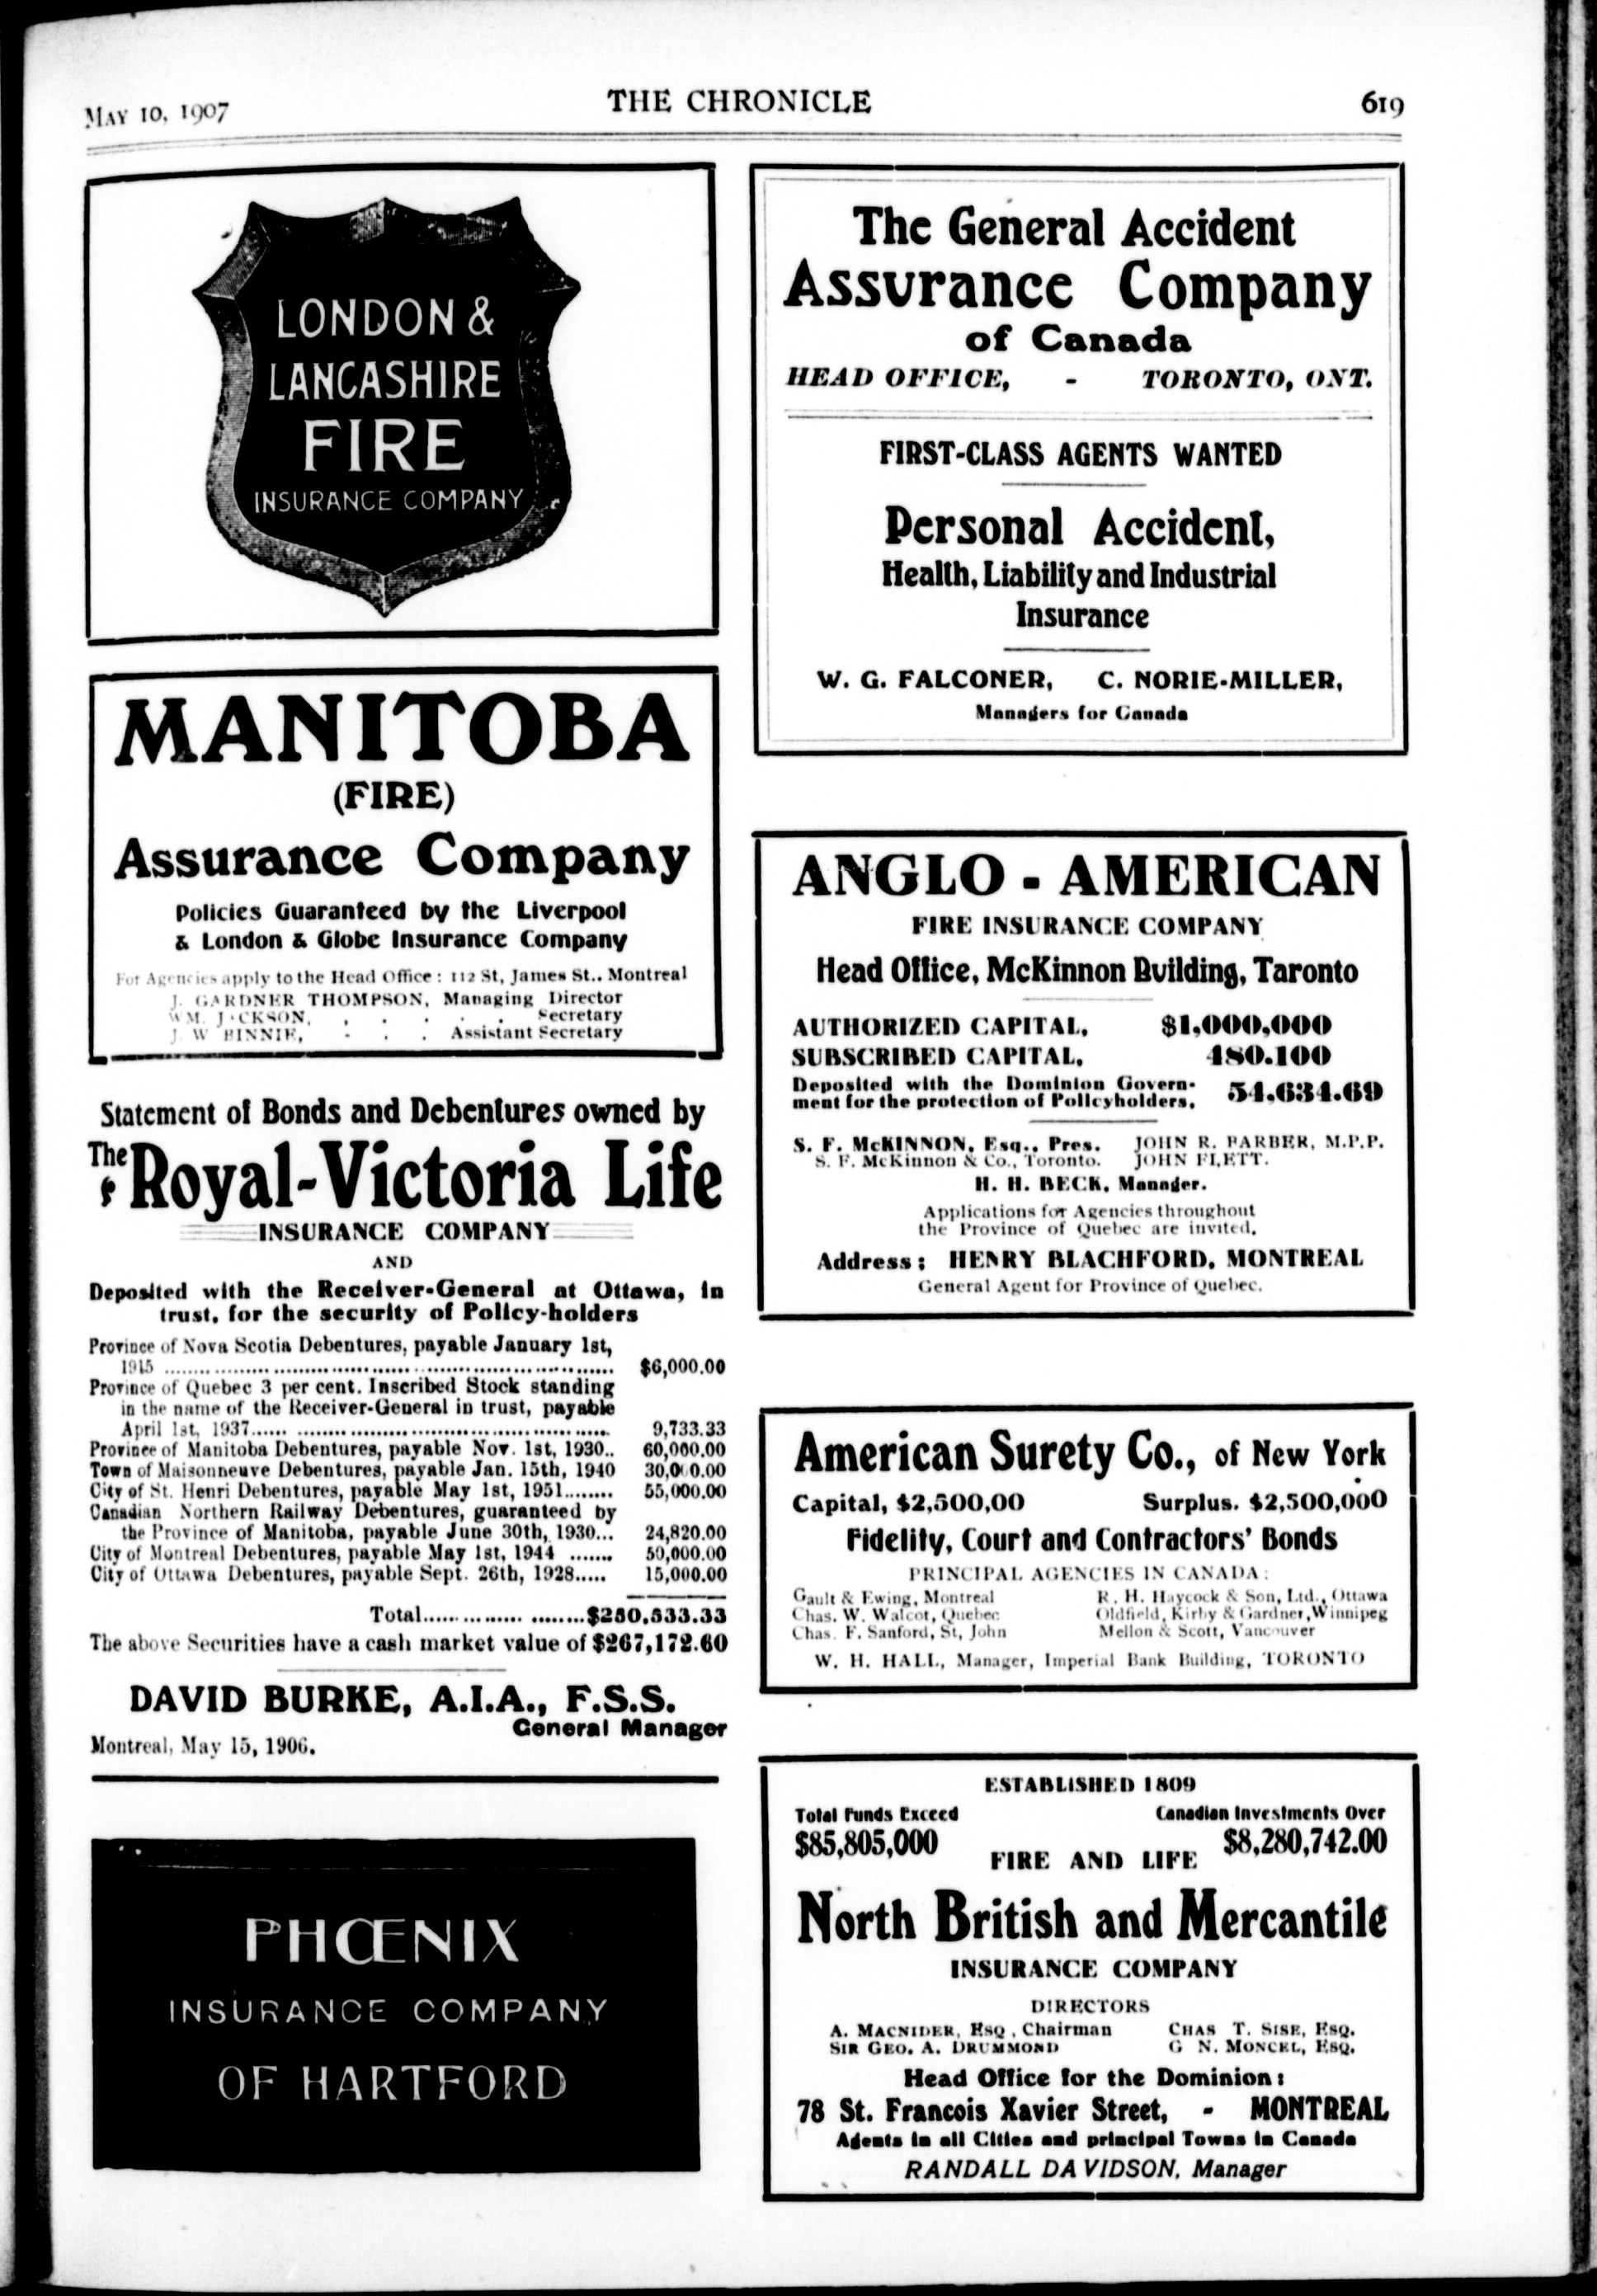 MAY 10, 1907
THE CHRONICLE
619
LONDON &
LANCASHIRE
FIRE
INSURANCE COMPANY
MANITOBA
(FIRE)
Assurance Company
Policies Guaranteed by the Liverpool
& London & Globe Insurance Company
For Agencies apply to the Head Office : 112 St, James St.. Montreal
J. GARDNER THOMPSON, Managing Director
WM. JACKSON, . . . . . Secretary
J. W BINNIE, - . . Assistant Secretary
Statement of Bonds and Debentures owned by
The Royal-Victoria Life
INSURANCE COMPANY
AND
Deposited with the Receiver-General at Ottawa, in
trust, for the security of Policy-holders
Province of Nova Scotia Debentures, payable January 1st,
1915 ........ $6,000.00
Province of Quebec 3 per cent. Inscribed Stock standing
in the name of the Receiver-General in trust, payable
April 1st, 1937........ 9,733.33
Province of Manitoba Debentures, payable Nov. 1st, 1930.. 60,000.00
Town of Maisonneuve Debentures, payable Jan. 15th, 1940 30,000.00
City of St. Henri Debentures, payable May 1st, 1951........ 55,000.00
Canadian Northern Railway Debentures, guaranteed by
the Province of Manitoba, payable June 30th, 1930... 24,820.00
City of Montreal Debentures, payable May 1st, 1944 ....... 50,000.00
City of Ottawa Debentures, payable Sept. 26th, 1928..... 15,000.00
Total........ $250,533.33
The above Securities have a cash market value of $267,172.60
DAVID BURKE, A.I.A., F.S.S.
General Manager
Montreal, May 15, 1906.
PHŒNIX
INSURANCE COMPANY
OF HARTFORD
The General Accident
Assurance Company
of Canada
HEAD OFFICE, - TORONTO, ONT.
FIRST-CLASS AGENTS WANTED
Personal Accident,
Health, Liability and Industrial
Insurance
W. G. FALCONER, C. NORIE-MILLER,
Managers for Canada
ANGLO - AMERICAN
FIRE INSURANCE COMPANY
Head Office, McKinnon Building, Taronto
AUTHORIZED CAPITAL, $1,000,000
SUBSCRIBED CAPITAL, 480.100
Deposited with the Dominion Govern-
ment for the protection of Policyholders, 54.634.69
S. F. McKINNON, Esq., Pres. JOHN R. BARBER, M.P.P.
S. F. McKinnon & Co., Toronto. JOHN FLETT.
H. H. BECK, Manager.
Applications for Agencies throughout
the Province of Quebec are invited,
Address ; HENRY BLACHFORD, MONTREAL
General Agent for Province of Quebec.
American Surety Co., of New York
Capital, $2,500,00 Surplus. $2,500,000
Fidelity, Court and Contractors' Bonds
PRINCIPAL AGENCIES IN CANADA:
Gault & Ewing, Montreal R. H. Haycock & Son, Ltd., Ottawa
Chas. W. Walcot, Quebec Oldfield, Kirby & Gardner, Winnipeg
Chas. F. Sanford, St, John Mellon & Scott, Vancouver
W. H. HALL, Manager, Imperial Bank Building, TORONTO
ESTABLISHED 1809
Total Funds Exceed Canadian Investments Over
$85,805,000 $8,280,742.00
FIRE AND LIFE
North British and Mercantile
INSURANCE COMPANY
DIRECTORS
A. MACNIDER, ESQ, Chairman CHAS T. SISE, ESQ.
SIR GEO. A. DRUMMOND G N. MONCEL, ESQ.
Head Office for the Dominion:
78 St. Francois Xavier Street, - MONTREAL
Agents in all Cities and principal Towns in Canada
RANDALL DAVIDSON, Manager